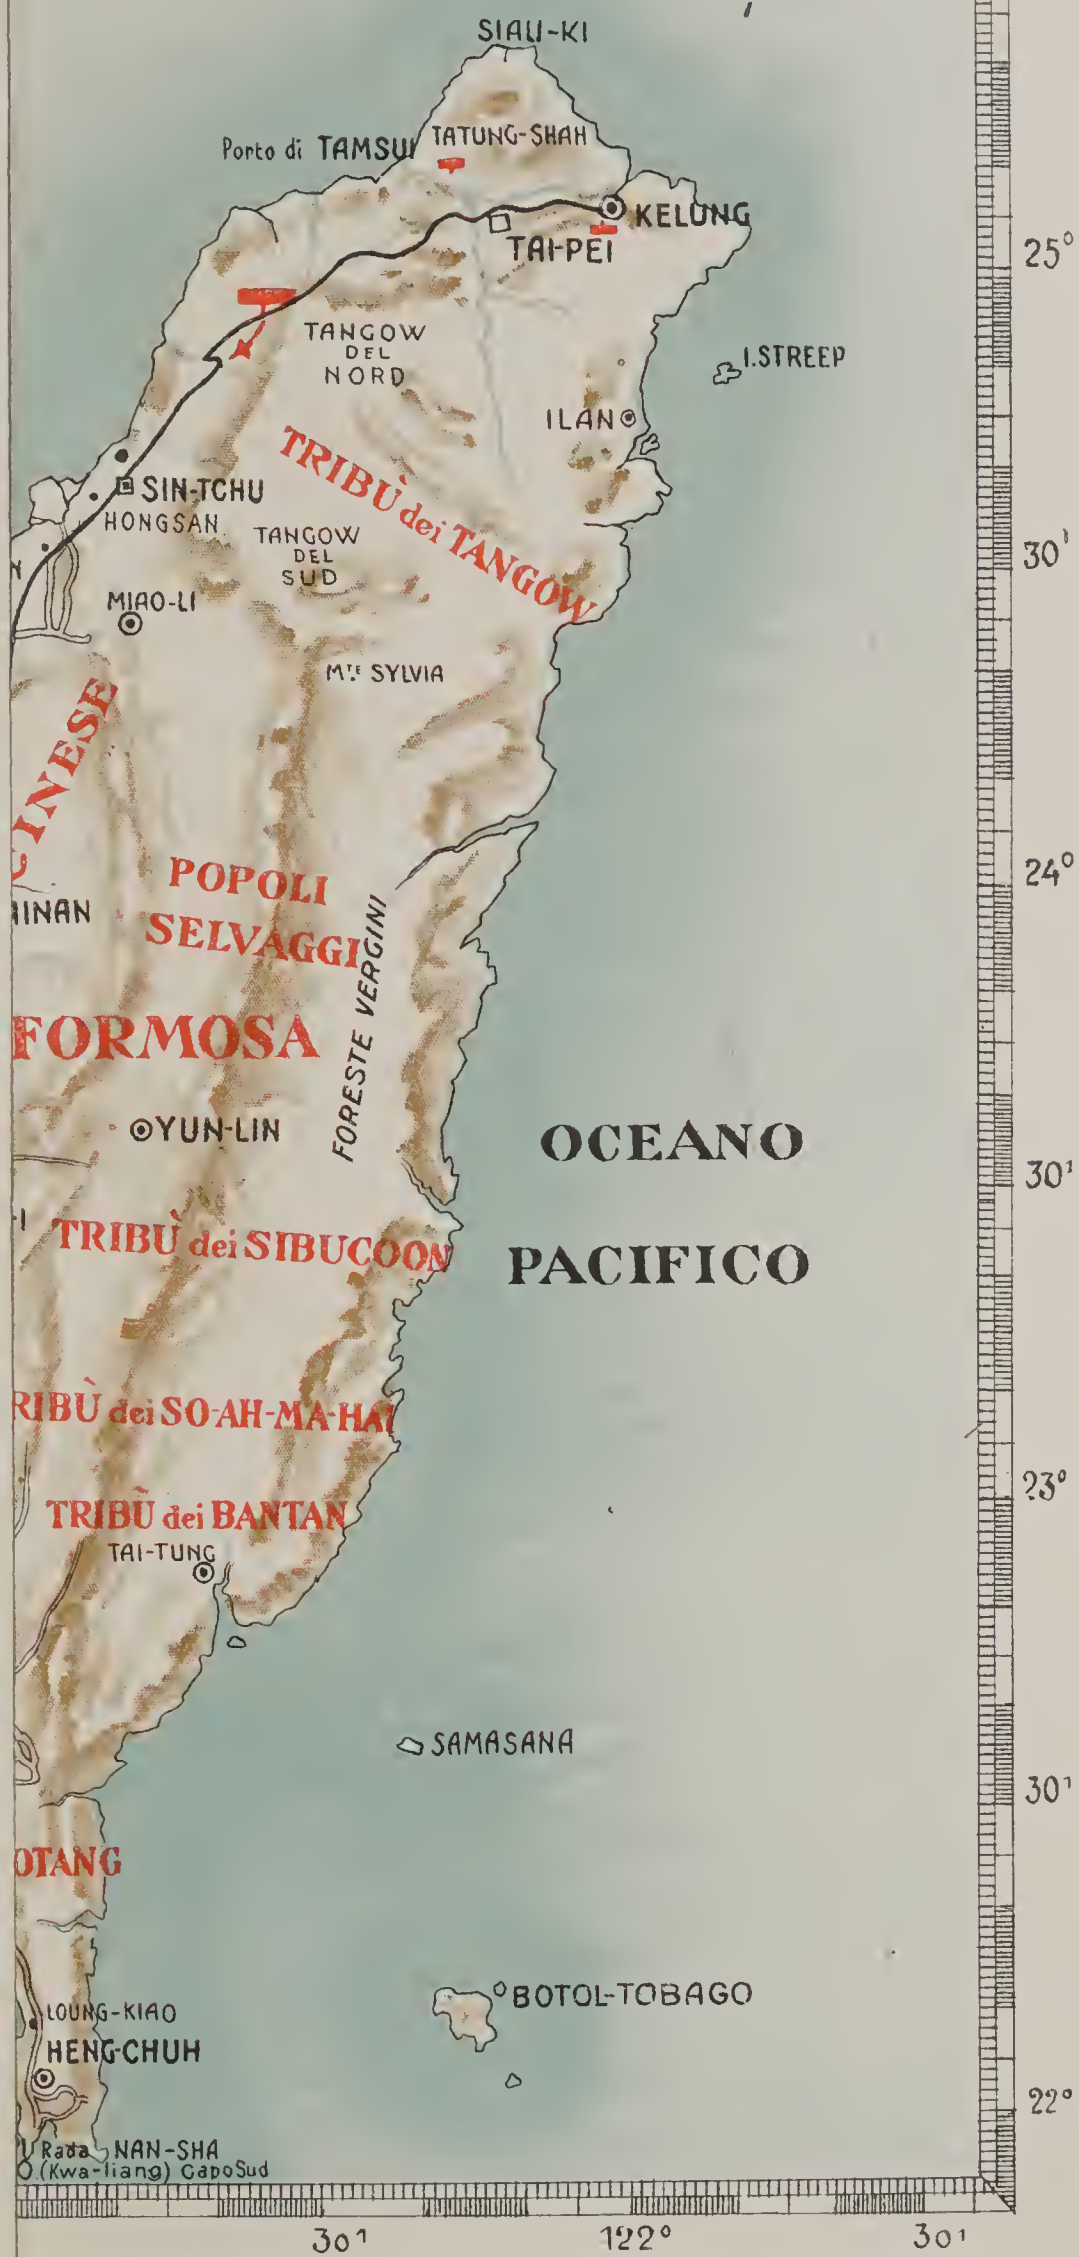 SIAU-KI
Porto di TAMSUI
TATUNG-SHAH
KELUNG
TAI-PEI
25°
TANGOW
DEL
NORD
I.STREEP
ILAN
TRIBÙ dei TANGOW
SIN-TCHU
HONGSAN
TANGOW
DEL
SUD
30'
N
MIAO-LI
Mte SYLVIA
CINESE
24°
POPOLI
SELVAGGI
AINAN
FORESTE VERGINI
FORMOSA
YUN-LIN
OCEANO
PACIFICO
30'
I
TRIBÙ dei SIBUCOON
RIBÙ dei SO-AH-MA-HAI
23°
TRIBÙ dei BANTAN
TAI-TUNG
SAMASANA
30'
OTANG
BOTOL-TOBAGO
LOUNG-KIAO
HENG-CHUH
22°
Rada NAN-SHA
O.(Kwa-liang) Capo Sud
30' 122° 30'